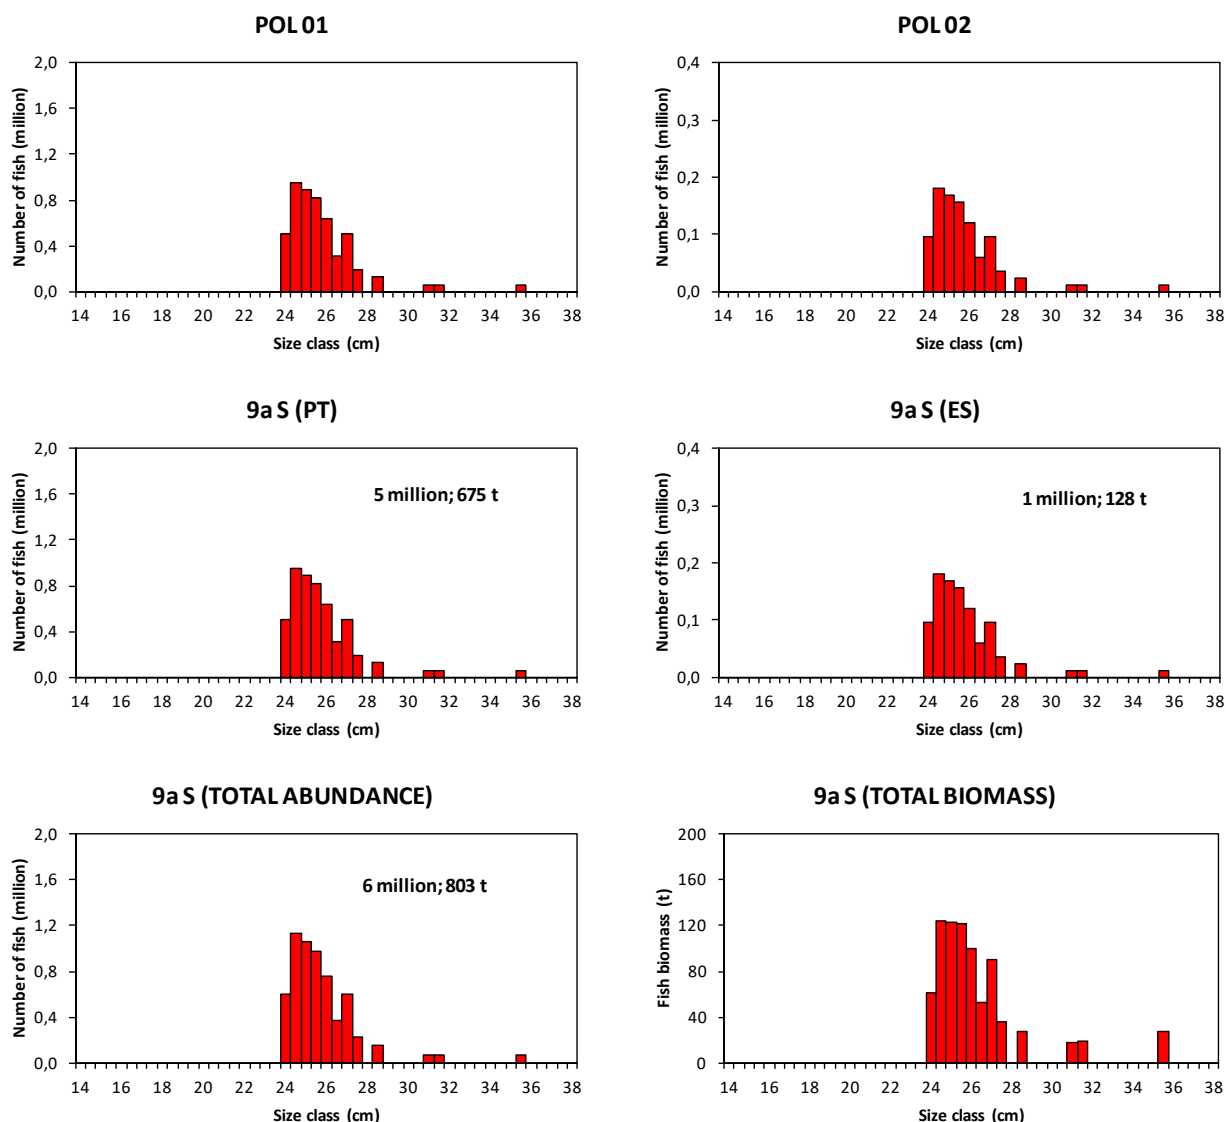 POL 01
2,0
1,6
1,2
0,8
0,4
0,0
Number of fish (million)
14 16 18 20 22 24 26 28 30 32 34 36 38
Size class (cm)
POL 02
0,4
0,3
0,2
0,1
0,0
Number of fish (million)
14 16 18 20 22 24 26 28 30 32 34 36 38
Size class (cm)
9a S (PT)
2,0
1,6
1,2
0,8
0,4
0,0
Number of fish (million)
5 million; 675 t
14 16 18 20 22 24 26 28 30 32 34 36 38
Size class (cm)
9a S (ES)
0,4
0,3
0,2
0,1
0,0
Number of fish (million)
1 million; 128 t
14 16 18 20 22 24 26 28 30 32 34 36 38
Size class (cm)
9a S (TOTAL ABUNDANCE)
2,0
1,6
1,2
0,8
0,4
0,0
Number of fish (million)
6 million; 803 t
14 16 18 20 22 24 26 28 30 32 34 36 38
Size class (cm)
9a S (TOTAL BIOMASS)
200
160
120
80
40
0
Fish biomass (t)
14 16 18 20 22 24 26 28 30 32 34 36 38
Size class (cm)